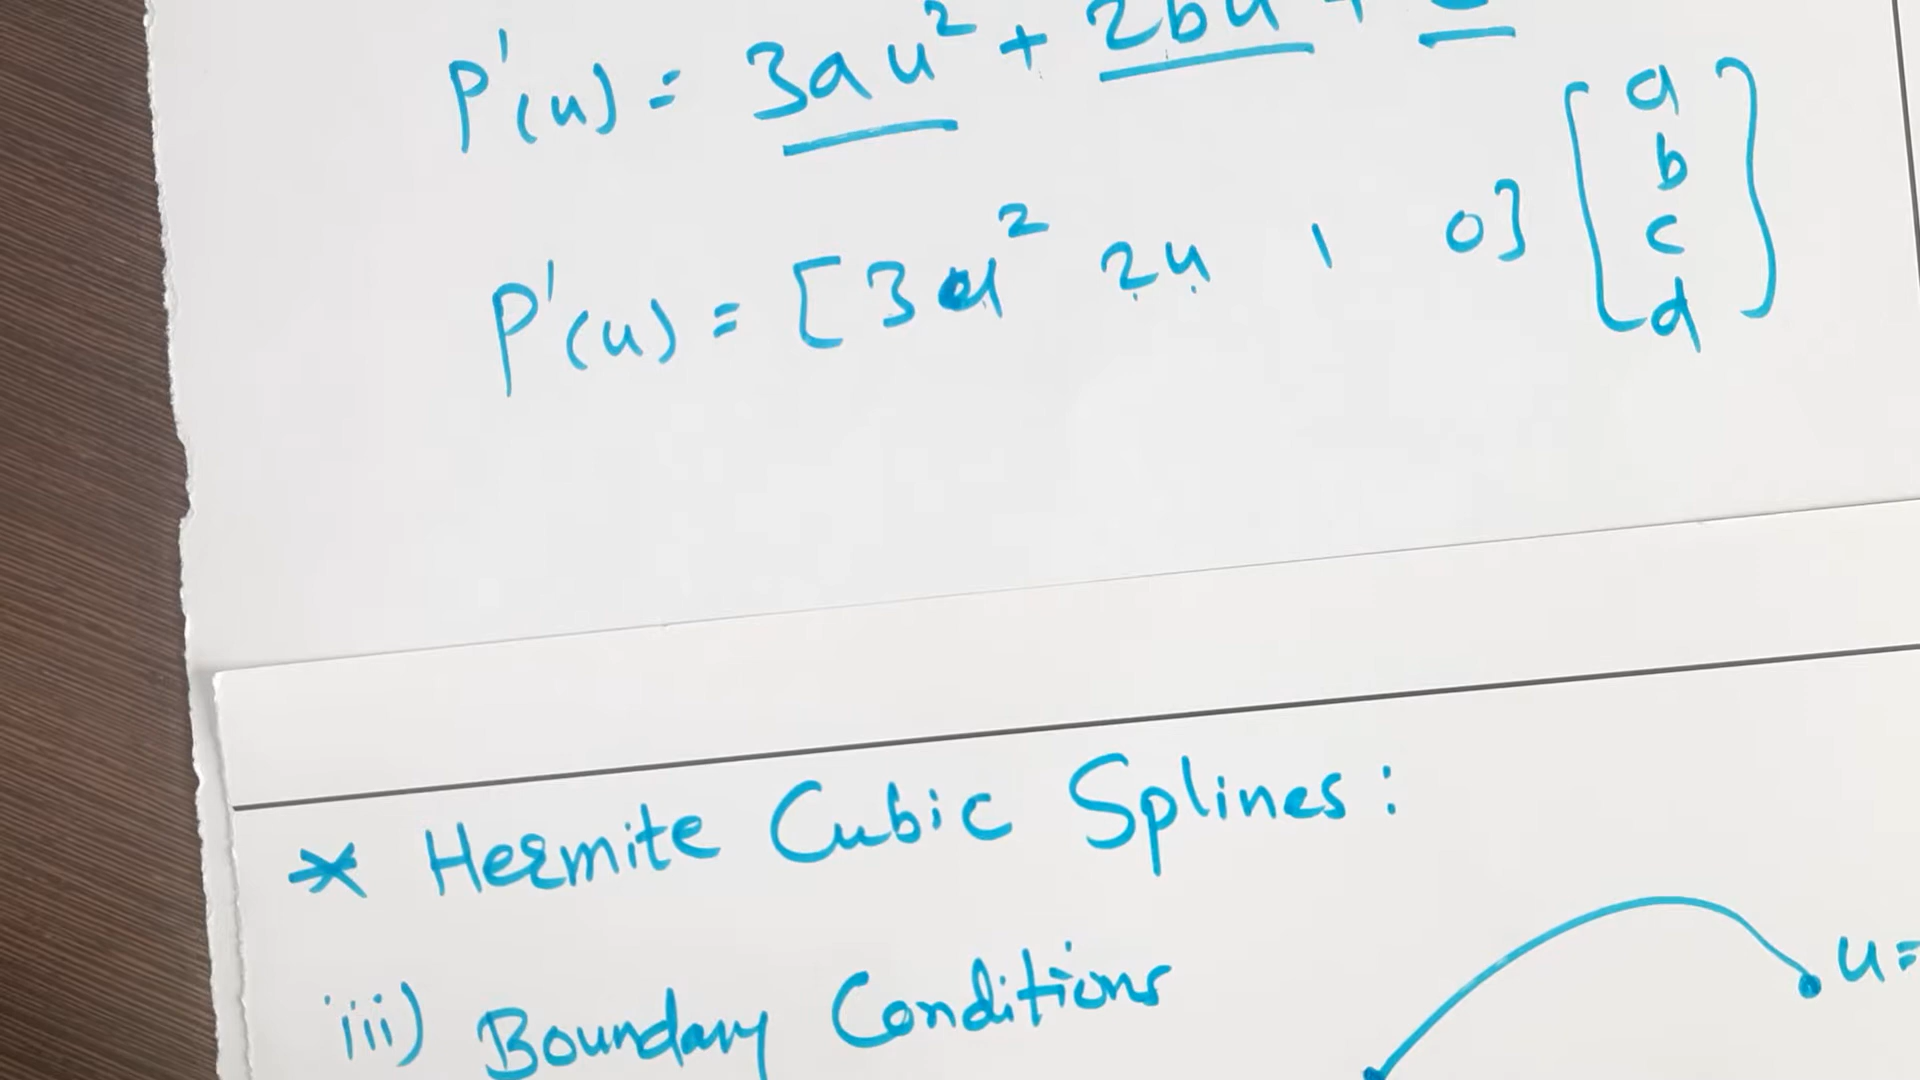 P'(u) = 3au² + 2bu +
P'(u) = [3u² 2u 1 0] [a b c d]
* Hermite Cubic Splines:
iii) Boundary Conditions
u=